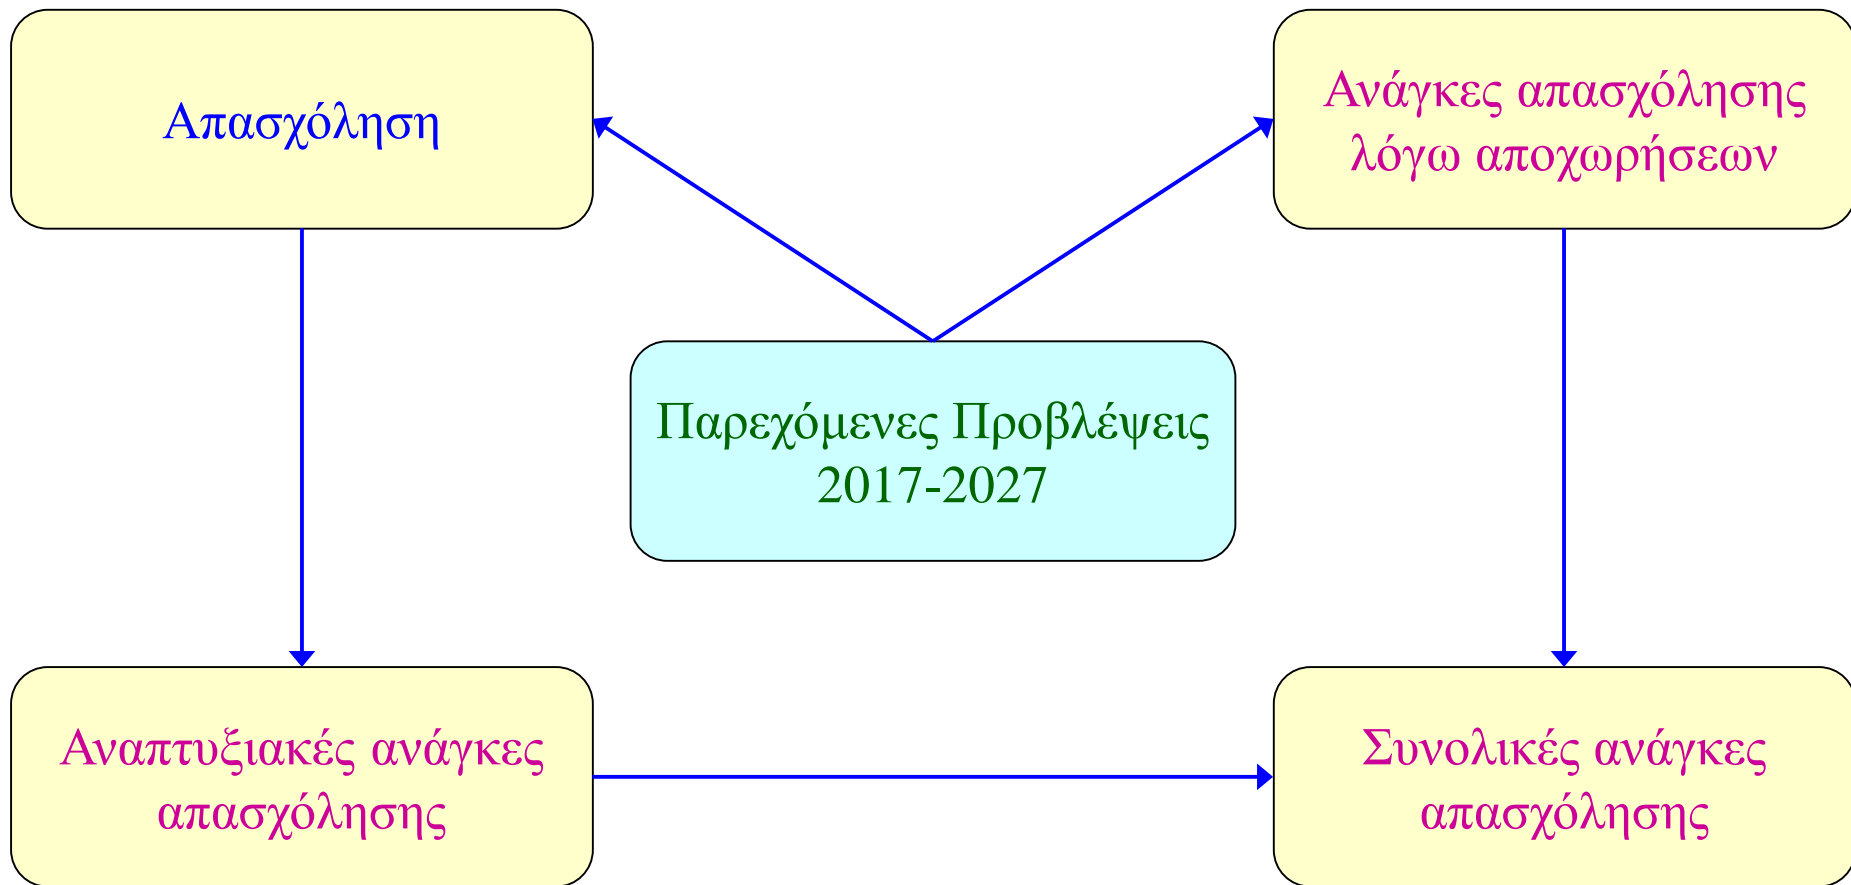 Απασχόληση
Ανάγκες απασχόλησης
λόγω αποχωρήσεων
Παρεχόμενες Προβλέψεις
2017-2027
Αναπτυξιακές ανάγκες
απασχόλησης
Συνολικές ανάγκες
απασχόλησης